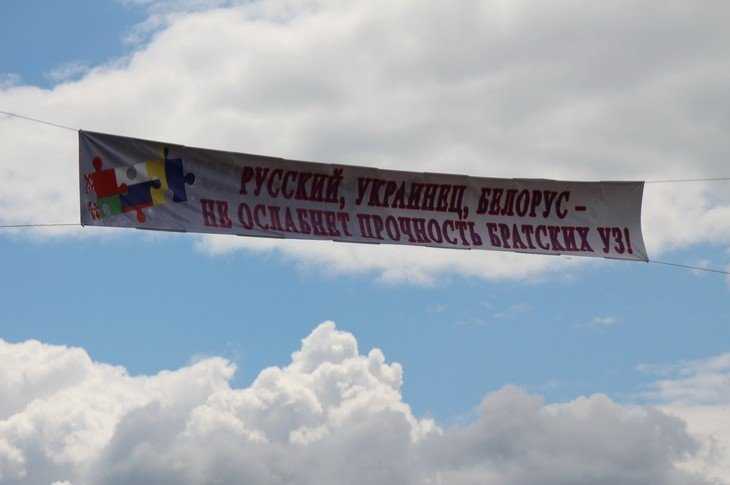 РУССКИЙ, УКРАИНЕЦ, БЕЛОРУС -
НЕ ОСЛАБНЕТ ПРОЧНОСТЬ БРАТСКИХ УЗ!